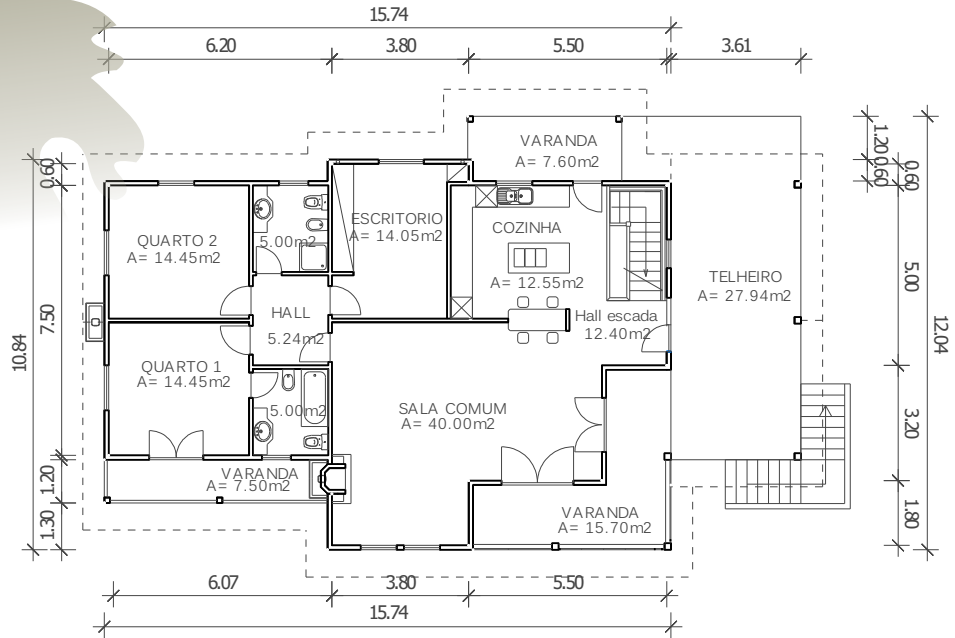 15.74
6.20 3.80 5.50 3.61
VARANDA
A= 7.60m2
1.20
0.60
0.60
0.60
ESCRITORIO
A= 14.05m2
COZINHA
A= 12.55m2
QUARTO 2
A= 14.45m2
5.00m2
TELHEIRO
A= 27.94m2
5.00
HALL
5.24m2
Hall escada
12.40m2
7.50
10.84
12.04
QUARTO 1
A= 14.45m2
5.00m2
SALA COMUM
A= 40.00m2
3.20
VARANDA
A= 7.50m2
1.20
1.30
VARANDA
A= 15.70m2
1.80
6.07 3.80 5.50
15.74